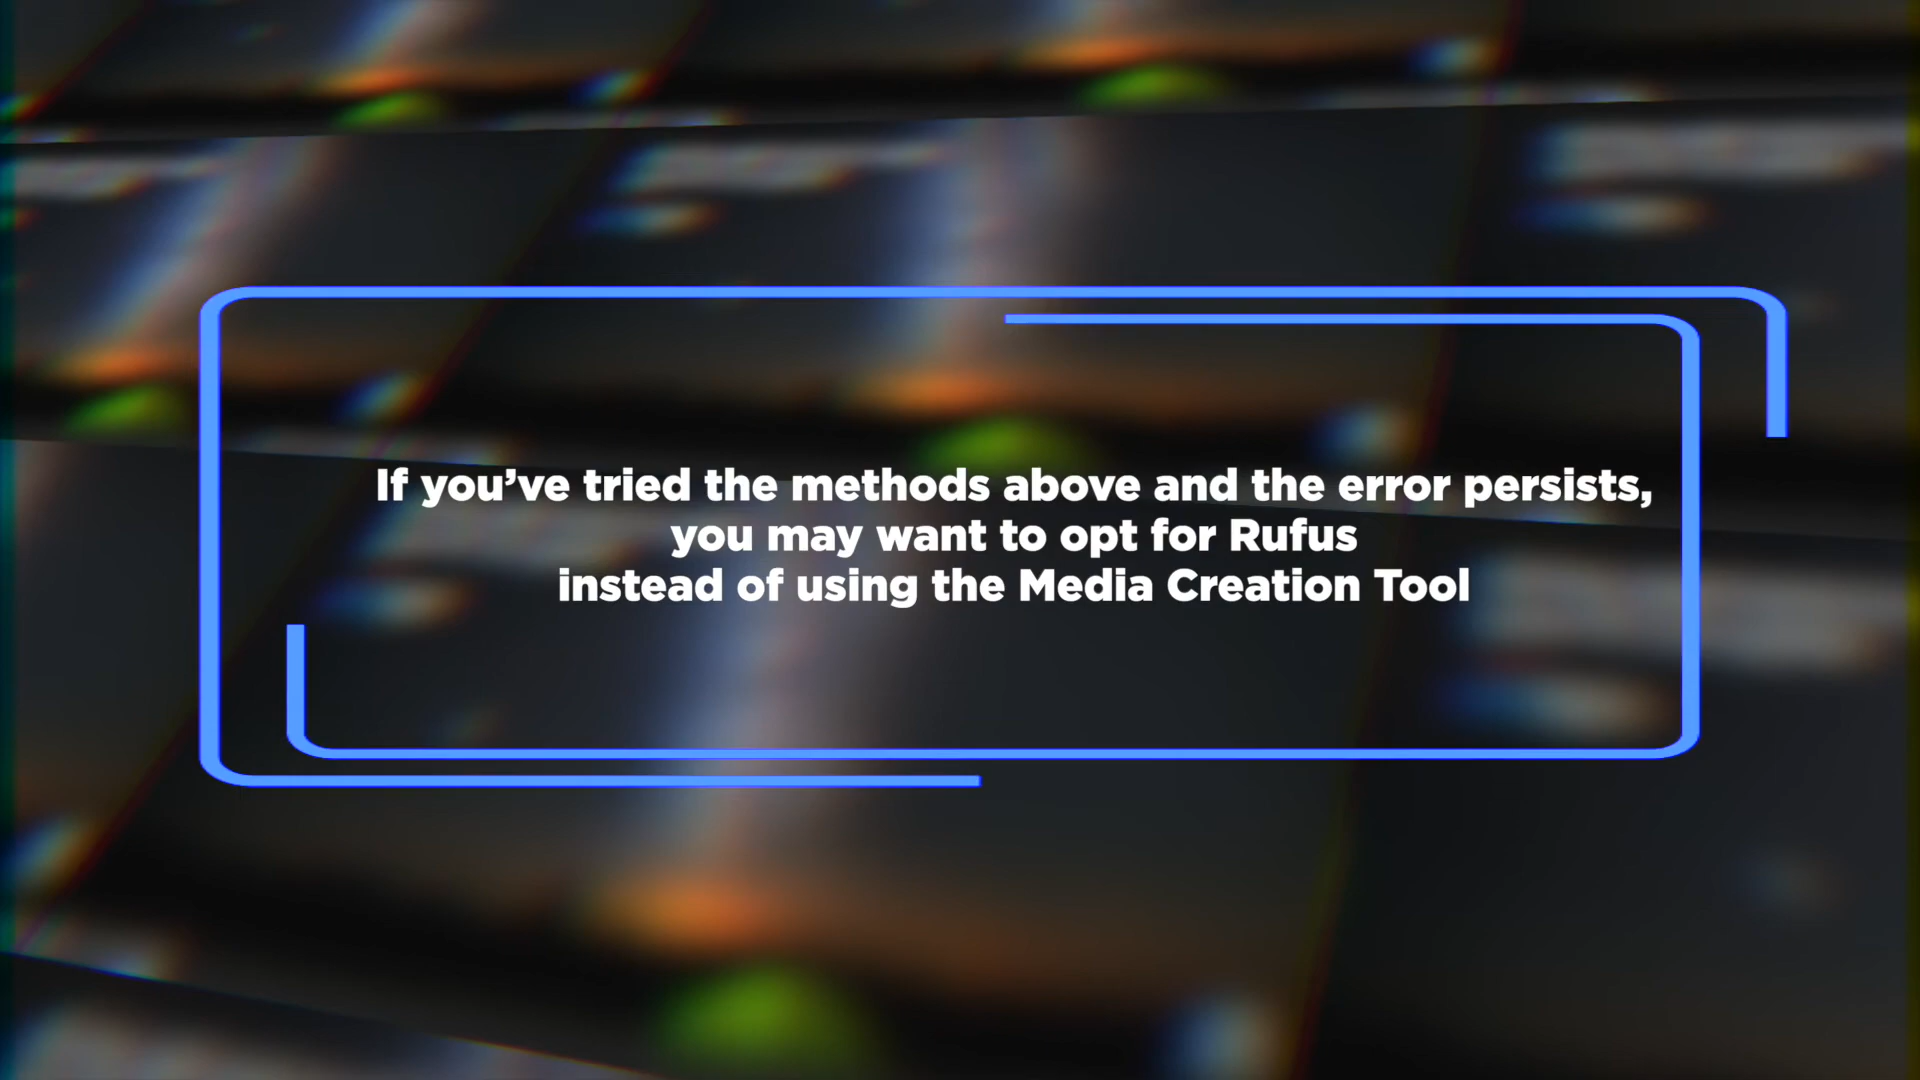 If you’ve tried the methods above and the error persists,
you may want to opt for Rufus
instead of using the Media Creation Tool